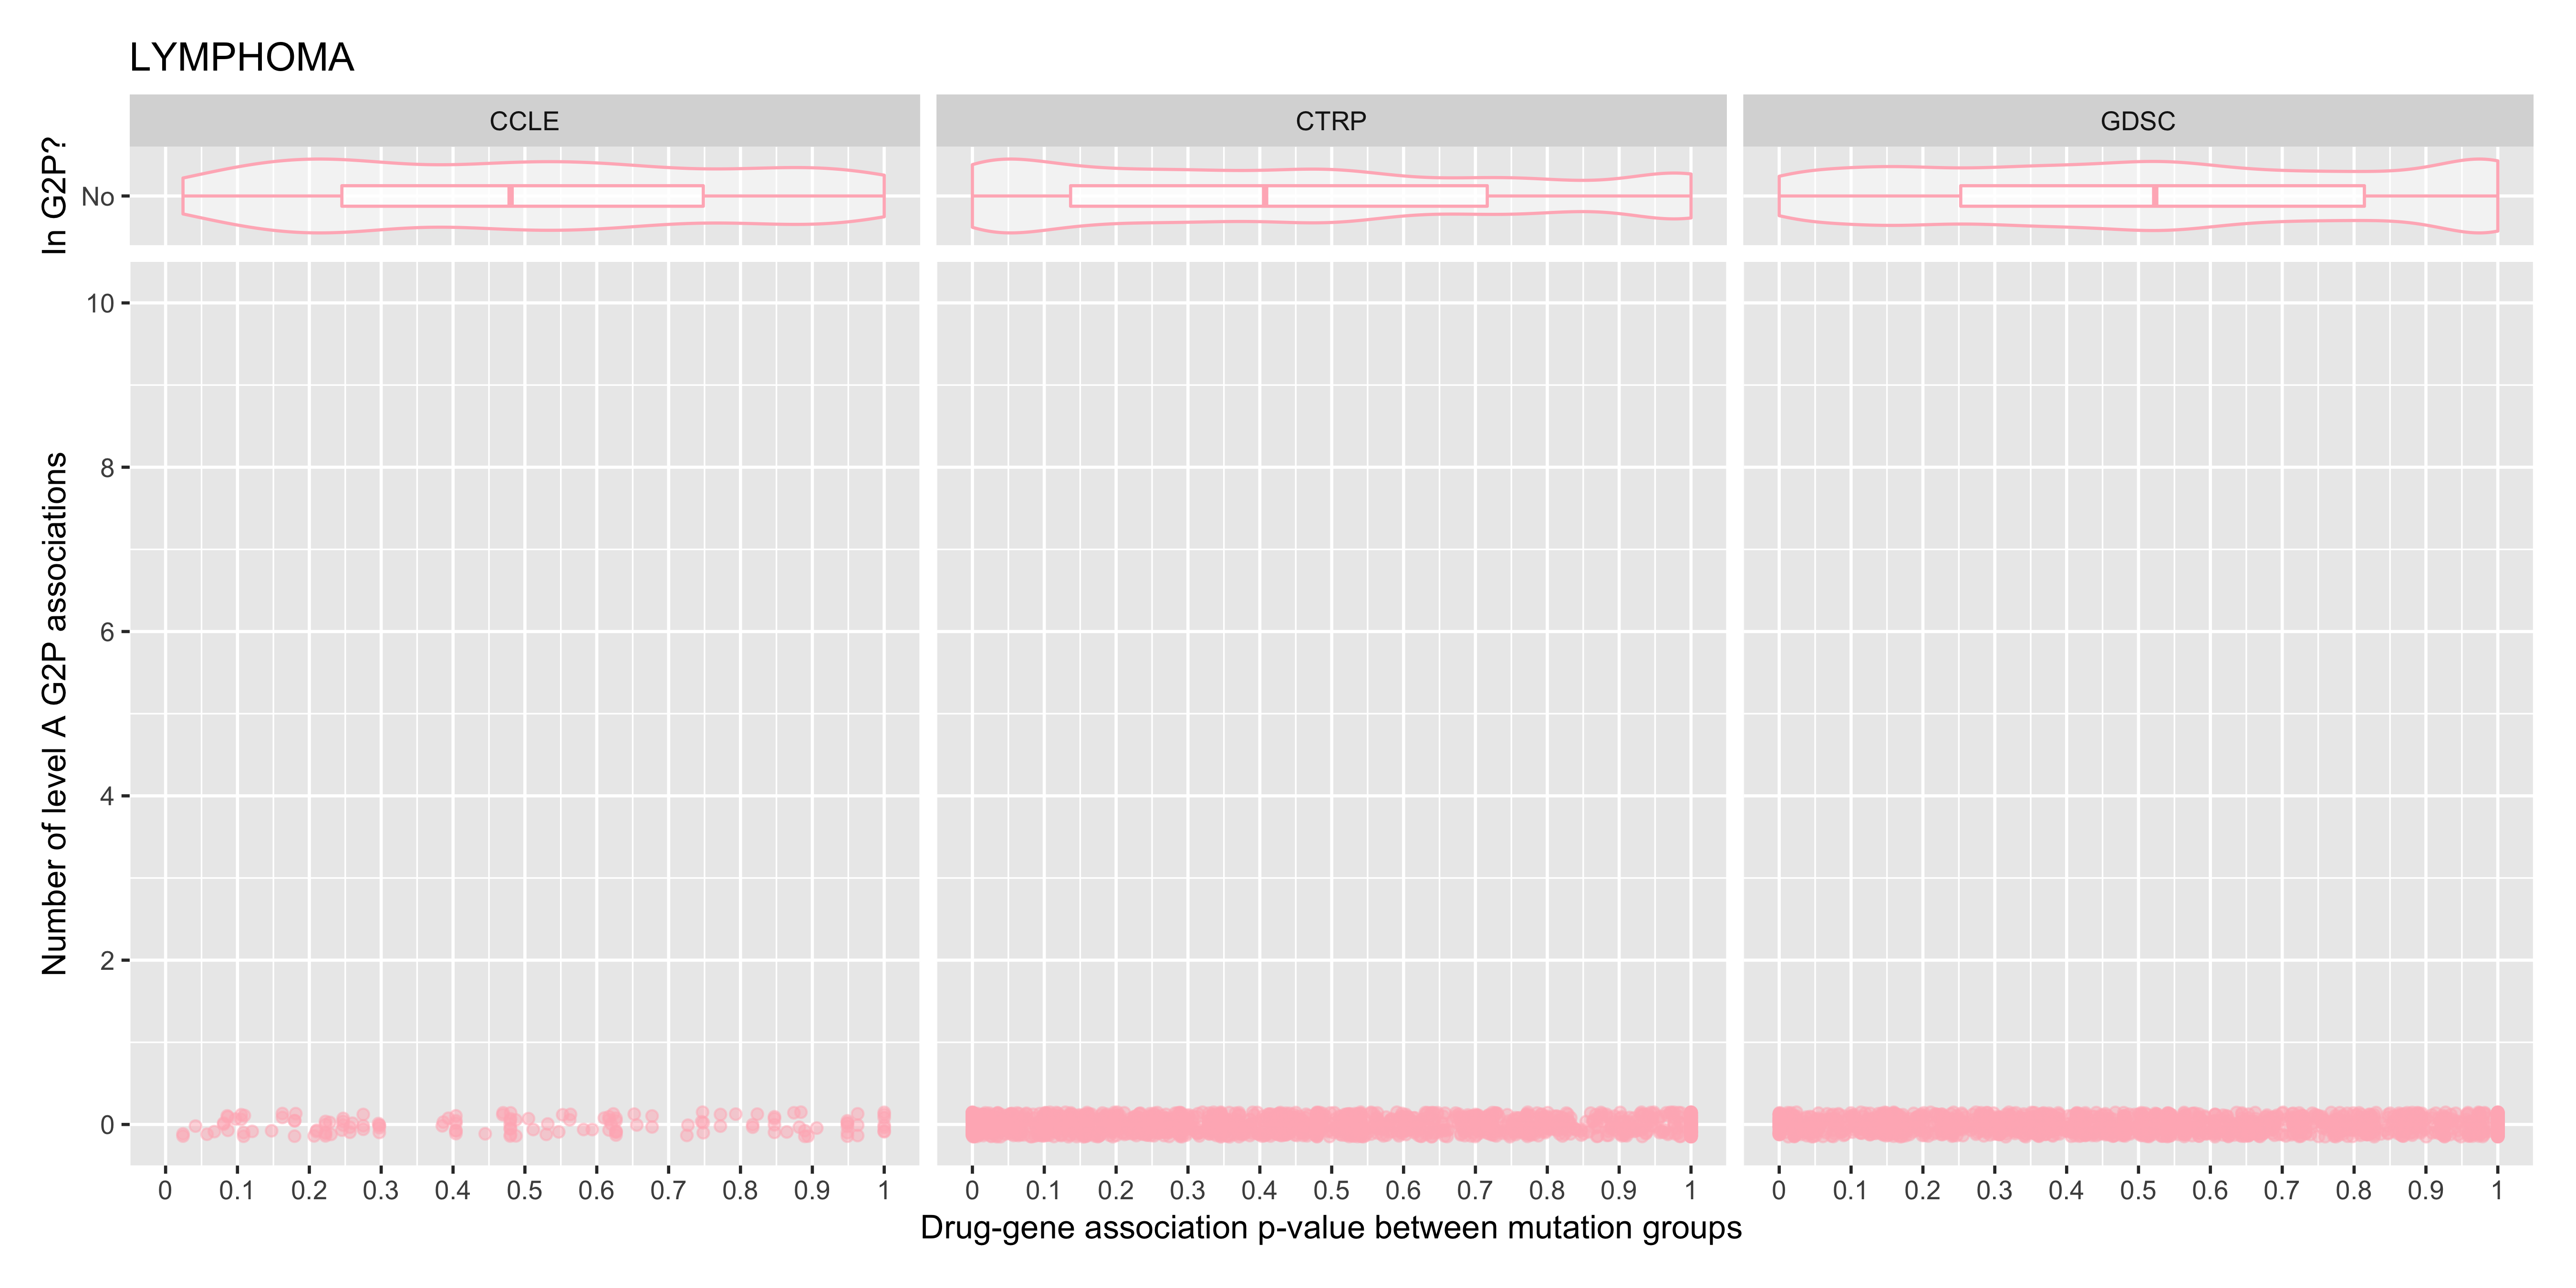 LYMPHOMA
CCLE CTRP GDSC
In G2P?
No
Number of level A G2P associations
10
8
6
4
2
0
0 0.1 0.2 0.3 0.4 0.5 0.6 0.7 0.8 0.9 1 0 0.1 0.2 0.3 0.4 0.5 0.6 0.7 0.8 0.9 1 0 0.1 0.2 0.3 0.4 0.5 0.6 0.7 0.8 0.9 1
Drug-gene association p-value between mutation groups